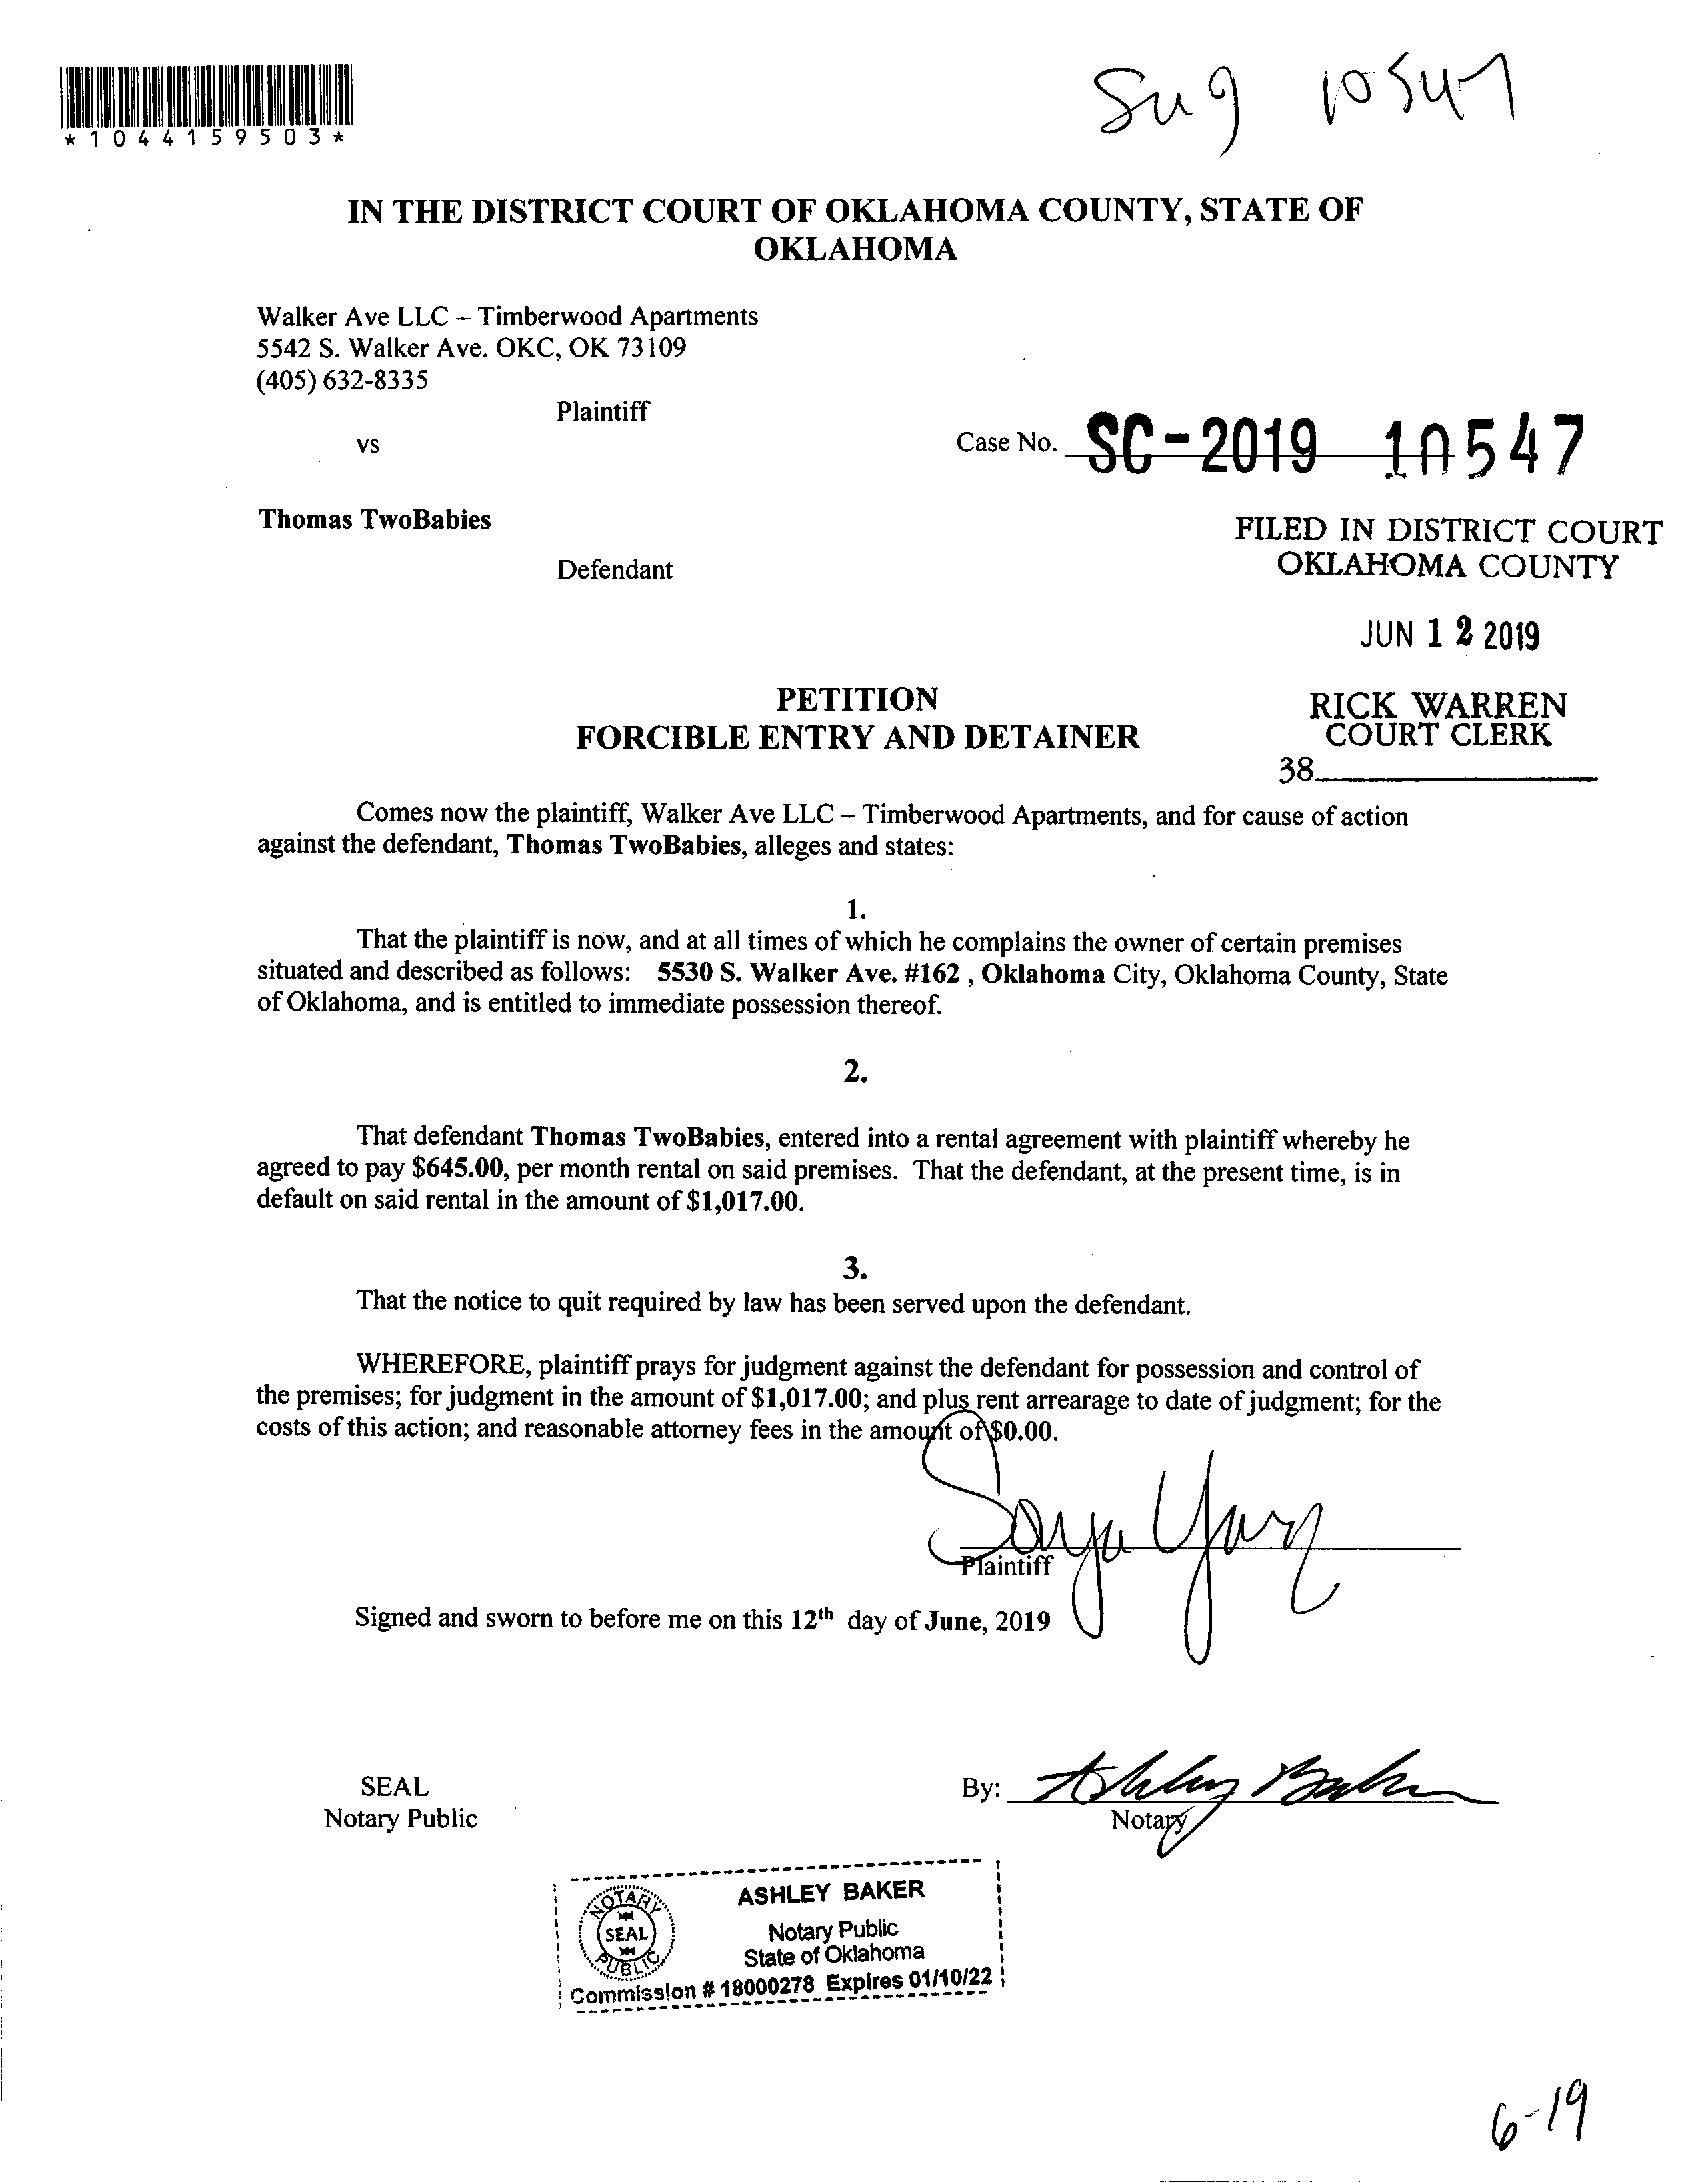 *1044159503*
10547
IN THE DISTRICT COURT OF OKLAHOMA COUNTY, STATE OF
OKLAHOMA
Walker Ave LLC – Timberwood Apartments
5542 S. Walker Ave. OKC, OK 73109
(405) 632-8335
Plaintiff
vs
Case No. SC-2019 10547
Thomas TwoBabies
Defendant
FILED IN DISTRICT COURT
OKLAHOMA COUNTY
JUN 12 2019
RICK WARREN
COURT CLERK
38
PETITION
FORCIBLE ENTRY AND DETAINER
Comes now the plaintiff, Walker Ave LLC – Timberwood Apartments, and for cause of action
against the defendant, Thomas TwoBabies, alleges and states:
1.
That the plaintiff is now, and at all times of which he complains the owner of certain premises
situated and described as follows: 5530 S. Walker Ave. #162 , Oklahoma City, Oklahoma County, State
of Oklahoma, and is entitled to immediate possession thereof.
2.
That defendant Thomas TwoBabies, entered into a rental agreement with plaintiff whereby he
agreed to pay $645.00, per month rental on said premises. That the defendant, at the present time, is in
default on said rental in the amount of $1,017.00.
3.
That the notice to quit required by law has been served upon the defendant.
WHEREFORE, plaintiff prays for judgment against the defendant for possession and control of
the premises; for judgment in the amount of $1,017.00; and plus rent arrearage to date of judgment; for the
costs of this action; and reasonable attorney fees in the amount of $0.00.
Plaintiff
Signed and sworn to before me on this 12th day of June, 2019
SEAL
Notary Public
By: Ashley Baker
Notary
NOTARY
SEAL
PUBLIC
ASHLEY BAKER
Notary Public
State of Oklahoma
Commission # 18000278 Expires 01/10/22
6-19